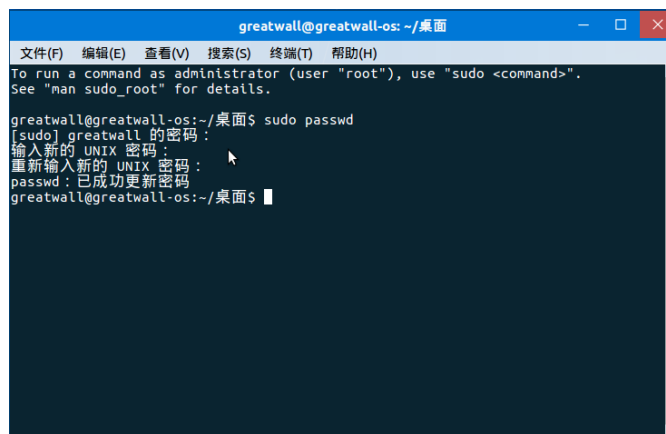 greatwall@greatwall-os: ~/桌面
文件(F) 编辑(E) 查看(V) 搜索(S) 终端(T) 帮助(H)
To run a command as administrator (user "root"), use "sudo <command>".
See "man sudo_root" for details.
greatwall@greatwall-os:~/桌面$ sudo passwd
[sudo] greatwall 的密码：
输入新的 UNIX 密码：
重新输入新的 UNIX 密码：
passwd：已成功更新密码
greatwall@greatwall-os:~/桌面$